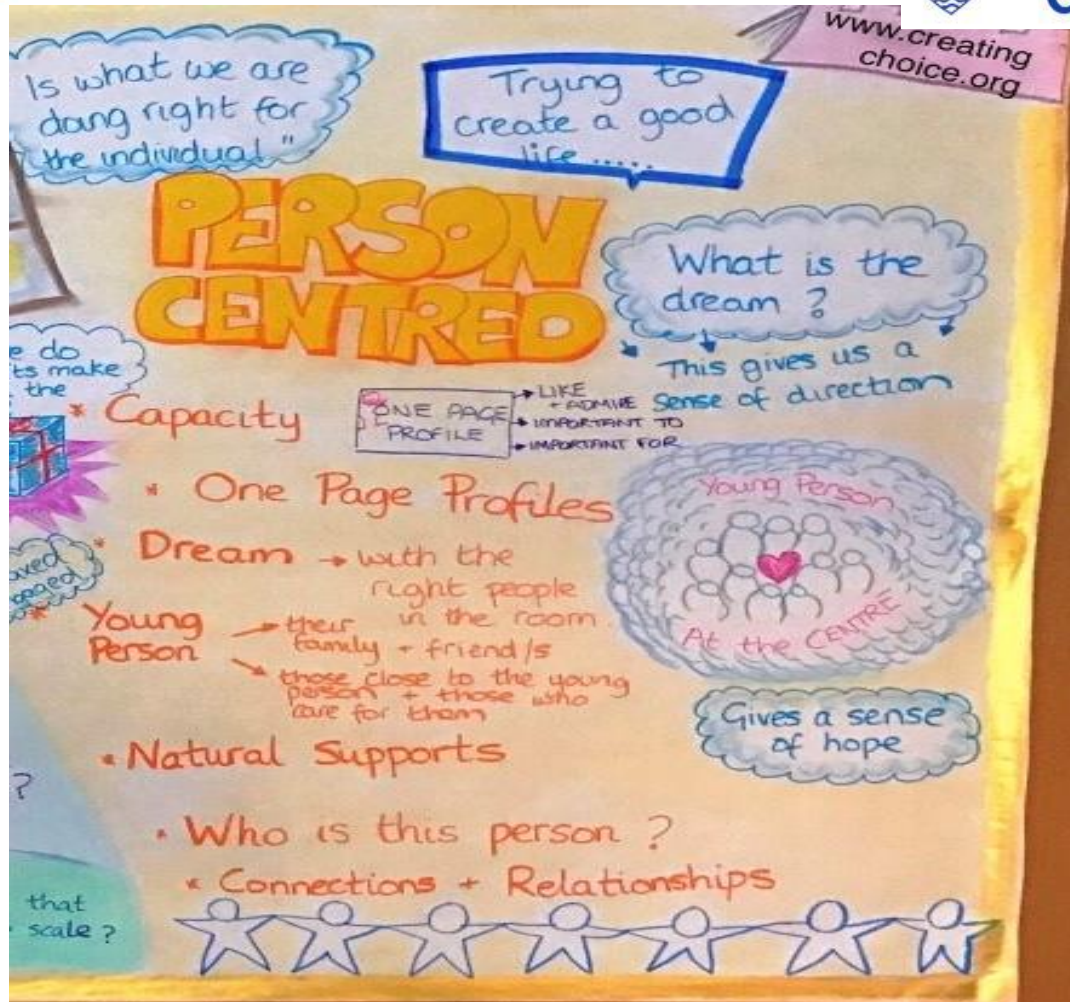 www.creating
choice.org
Is what we are
doang right for
the individual"
Trying to
create a good
life .....
PERSON
CENTRED
What is the
dream ?
This gives us a
sense of direction
e do
ts make
the
* Capacity
ONE PAGE
PROFILE
→ LIKE
+ ADMIRE
→ IMPORTANT TO
→ IMPORTANT FOR
* One Page Profiles
Young Person
At the CENTRE
* Dream → with the
right people
in the room
* Young
Person
→ their
family + friend/s
→ those close to the young
person + those who
care for them
Gives a sense
of hope
• Natural Supports
?
• Who is this person ?
* Connections + Relationships
that
scale ?